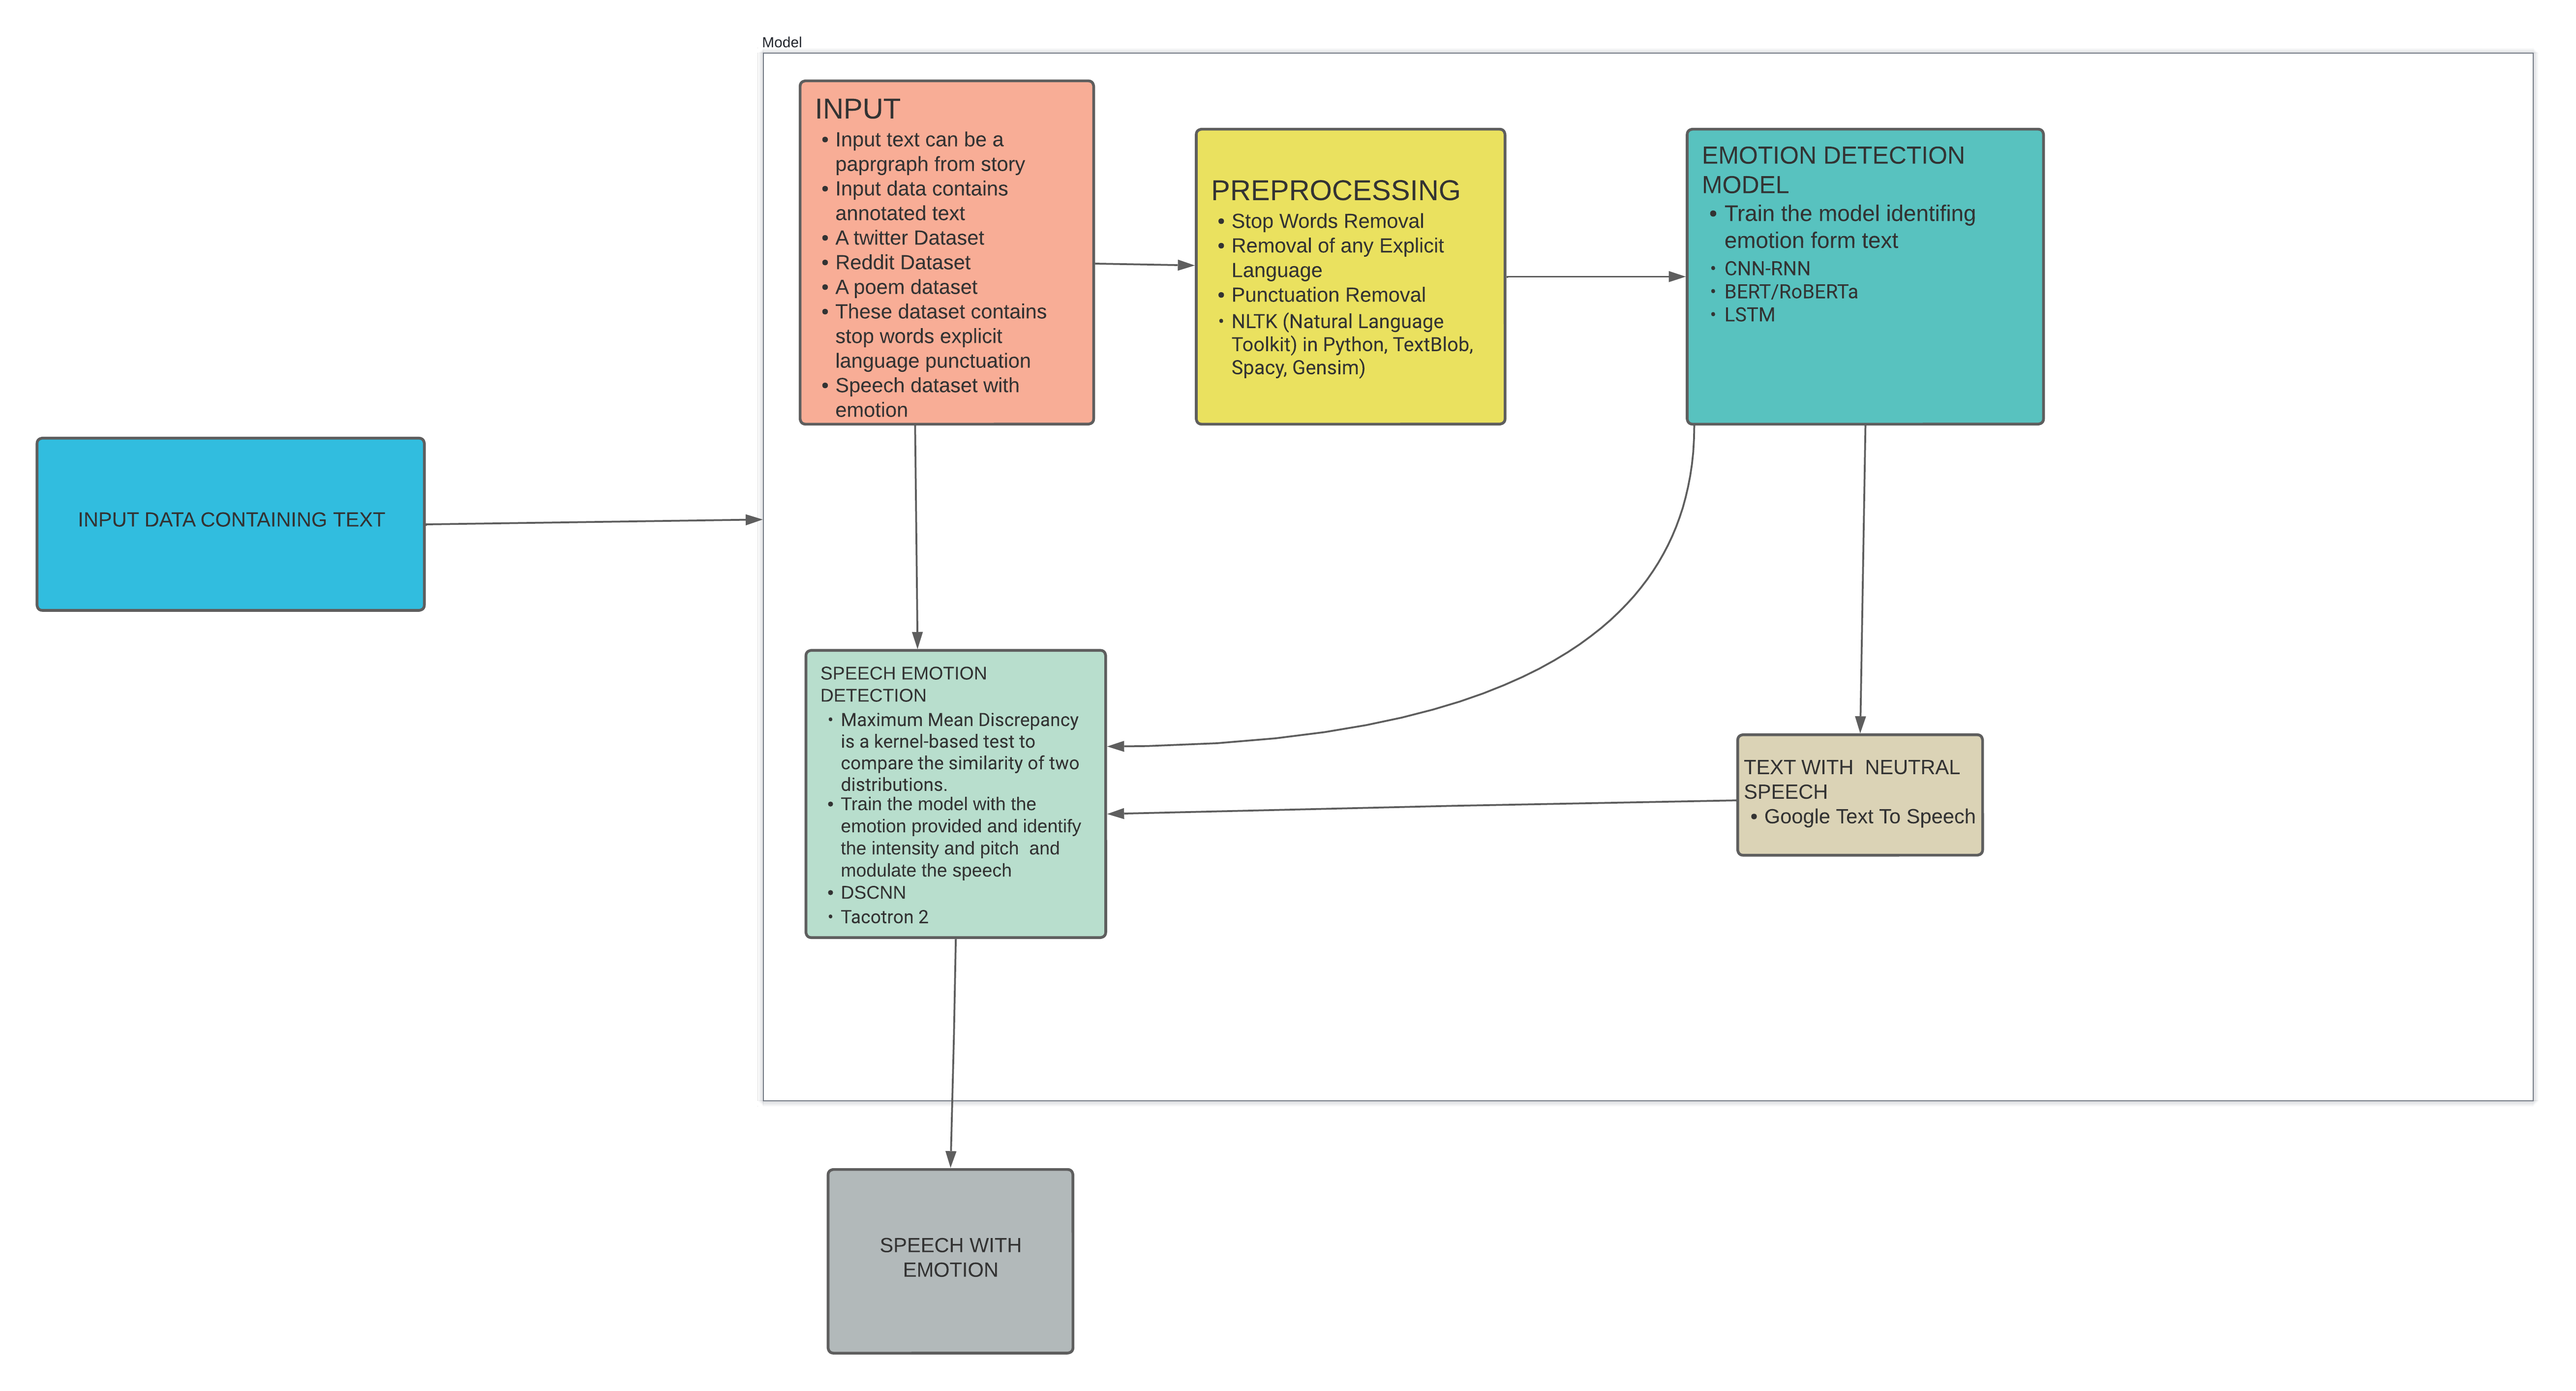 Model
INPUT
• Input text can be a
paprgraph from story
• Input data contains
annotated text
• A twitter Dataset
• Reddit Dataset
• A poem dataset
• These dataset contains
stop words explicit
language punctuation
• Speech dataset with
emotion
PREPROCESSING
• Stop Words Removal
• Removal of any Explicit
Language
• Punctuation Removal
• NLTK (Natural Language
Toolkit) in Python, TextBlob,
Spacy, Gensim)
EMOTION DETECTION
MODEL
• Train the model identifing
emotion form text
• CNN-RNN
• BERT/RoBERTa
• LSTM
INPUT DATA CONTAINING TEXT
SPEECH EMOTION
DETECTION
• Maximum Mean Discrepancy
is a kernel-based test to
compare the similarity of two
distributions.
• Train the model with the
emotion provided and identify
the intensity and pitch  and
modulate the speech
• DSCNN
• Tacotron 2
TEXT WITH  NEUTRAL
SPEECH
• Google Text To Speech
SPEECH WITH
EMOTION